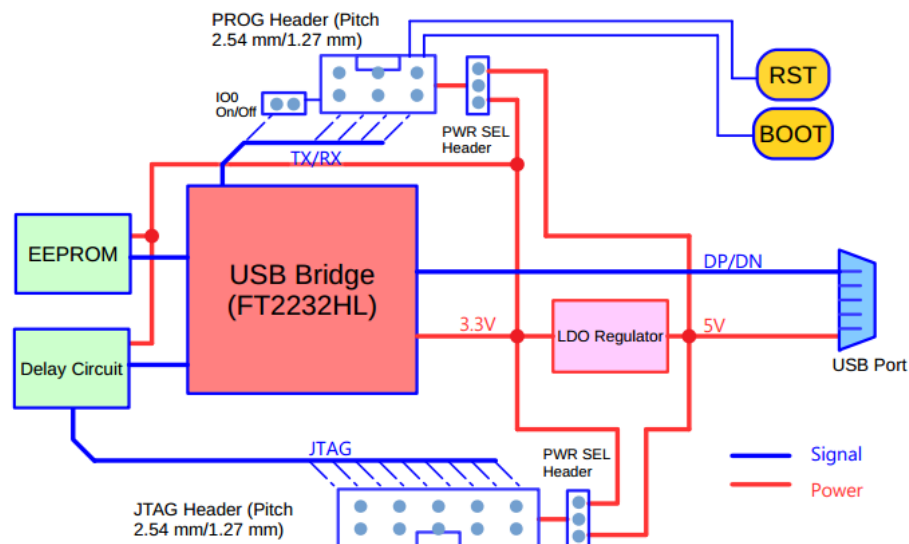 PROG Header (Pitch
2.54 mm/1.27 mm)
RST
IO0
On/Off
BOOT
PWR SEL
Header
TX/RX
EEPROM
USB Bridge
(FT2232HL)
DP/DN
3.3V
LDO Regulator
5V
USB Port
Delay Circuit
JTAG
PWR SEL
Header
Signal
Power
JTAG Header (Pitch
2.54 mm/1.27 mm)